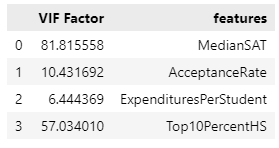 VIF Factor features
0 81.815558 MedianSAT
1 10.431692 AcceptanceRate
2 6.444369 ExpendituresPerStudent
3 57.034010 Top10PercentHS